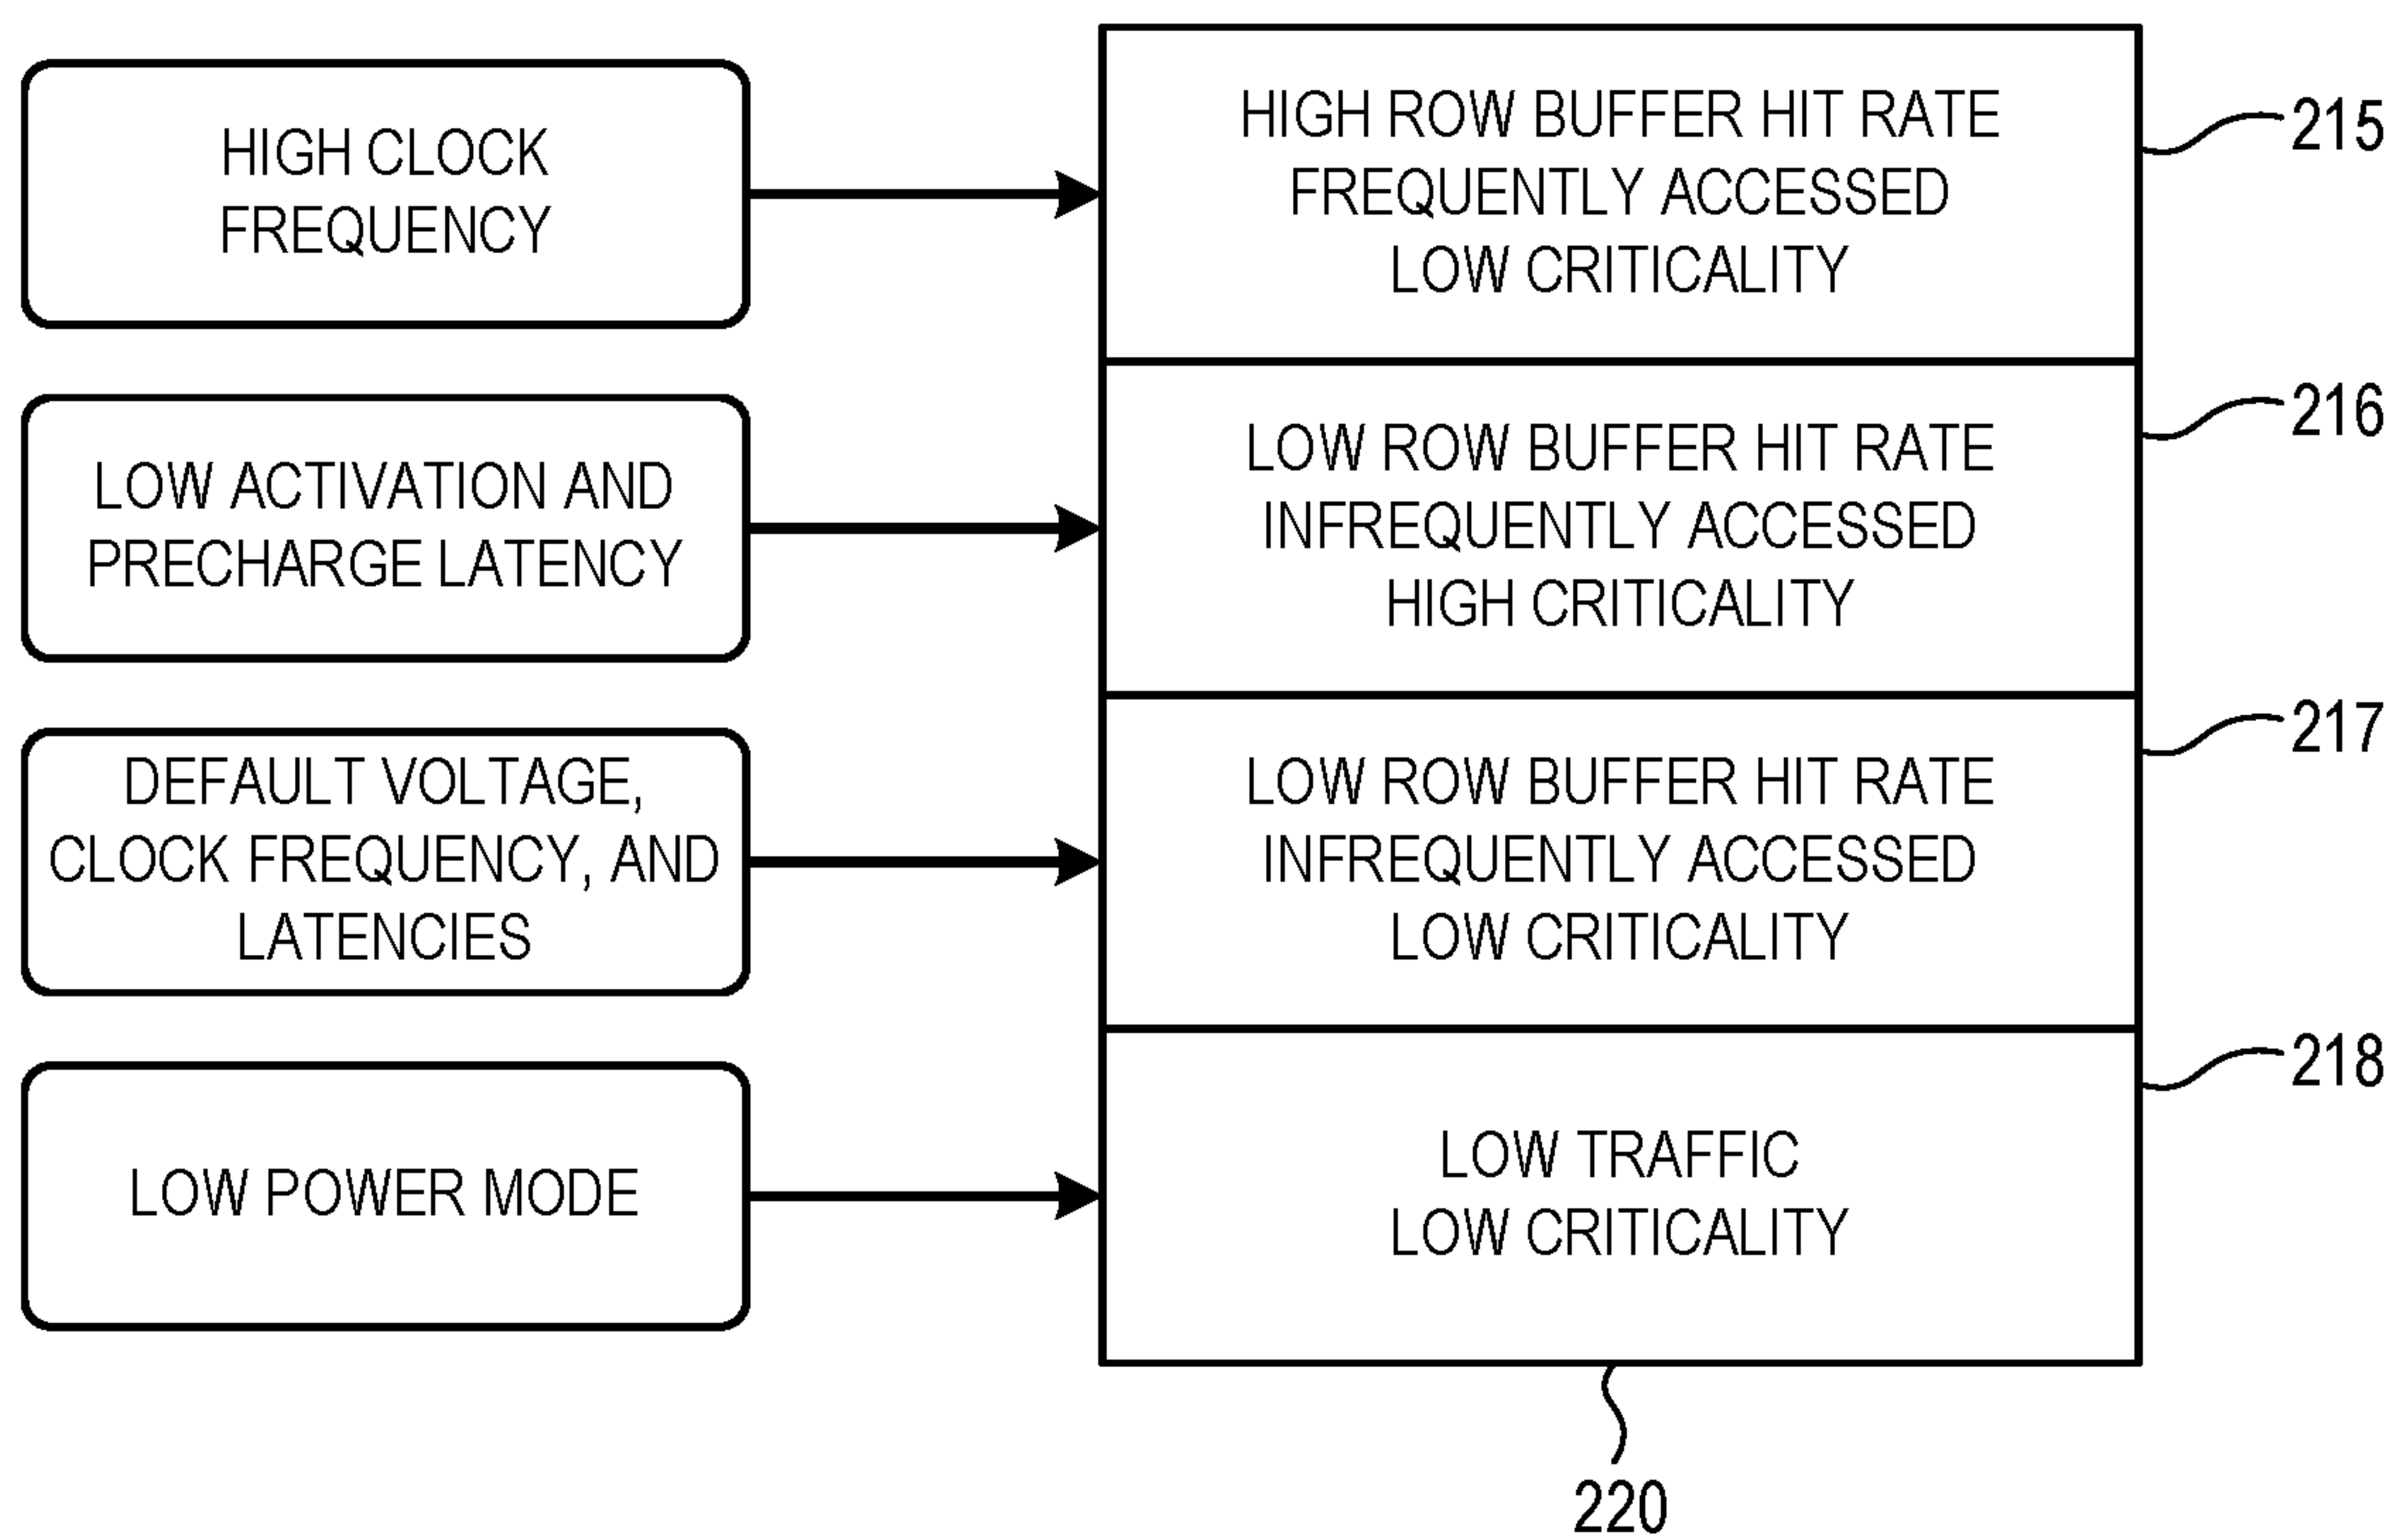 HIGH CLOCK
FREQUENCY
HIGH ROW BUFFER HIT RATE
FREQUENTLY ACCESSED
LOW CRITICALITY
215
LOW ACTIVATION AND
PRECHARGE LATENCY
LOW ROW BUFFER HIT RATE
INFREQUENTLY ACCESSED
HIGH CRITICALITY
216
DEFAULT VOLTAGE,
CLOCK FREQUENCY, AND
LATENCIES
LOW ROW BUFFER HIT RATE
INFREQUENTLY ACCESSED
LOW CRITICALITY
217
LOW POWER MODE
LOW TRAFFIC
LOW CRITICALITY
218
220